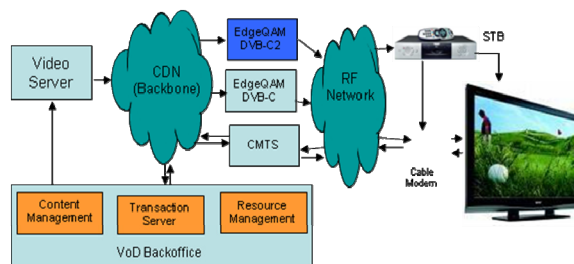 EdgeQAM
DVB-C2
STB
Video
Server
CDN
(Backbone)
EdgeQAM
DVB-C
RF
Network
CMTS
Cable
Modem
Content
Management
Transaction
Server
Resource
Management
VoD Backoffice